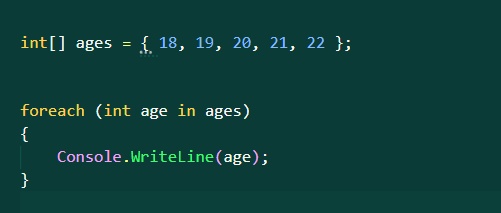 int[] ages = { 18, 19, 20, 21, 22 };
foreach (int age in ages)
{
    Console.WriteLine(age);
}